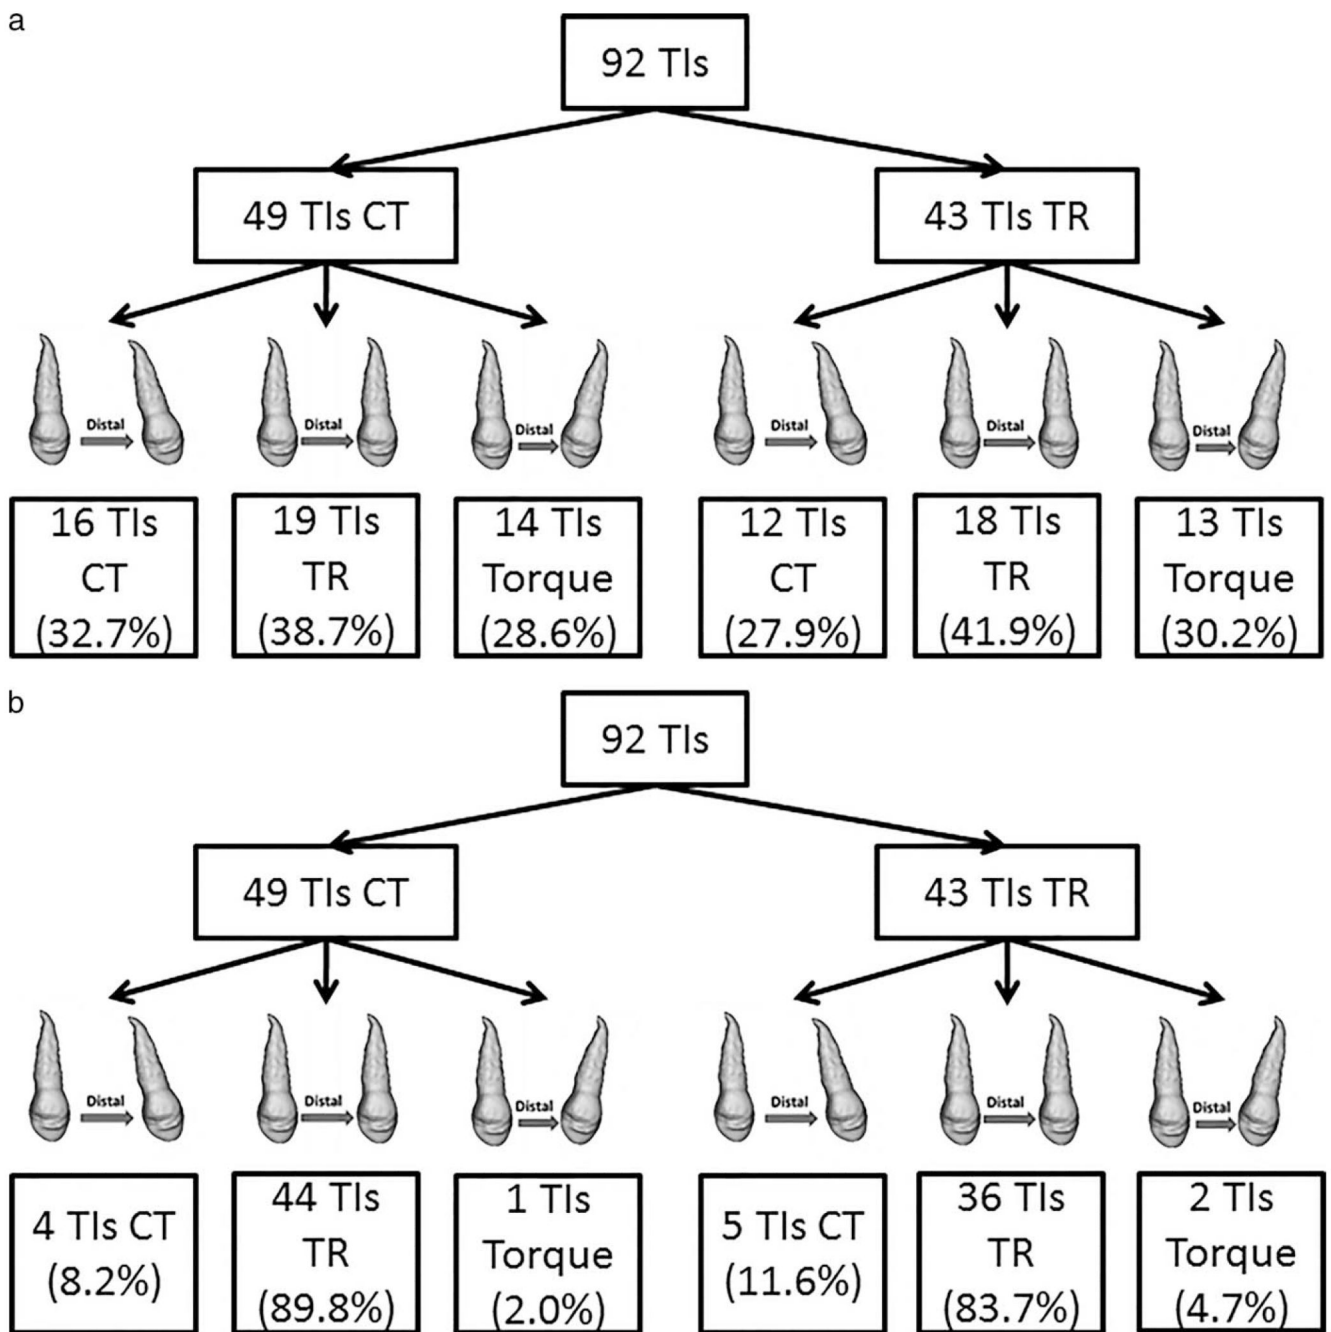 a
92 TIs
49 TIs CT
43 TIs TR
Distal
Distal
Distal
Distal
Distal
Distal
16 TIs
CT
(32.7%)
19 TIs
TR
(38.7%)
14 TIs
Torque
(28.6%)
12 TIs
CT
(27.9%)
18 TIs
TR
(41.9%)
13 TIs
Torque
(30.2%)
b
92 TIs
49 TIs CT
43 TIs TR
Distal
Distal
Distal
Distal
Distal
Distal
4 TIs CT
(8.2%)
44 TIs
TR
(89.8%)
1 TIs
Torque
(2.0%)
5 TIs CT
(11.6%)
36 TIs
TR
(83.7%)
2 TIs
Torque
(4.7%)